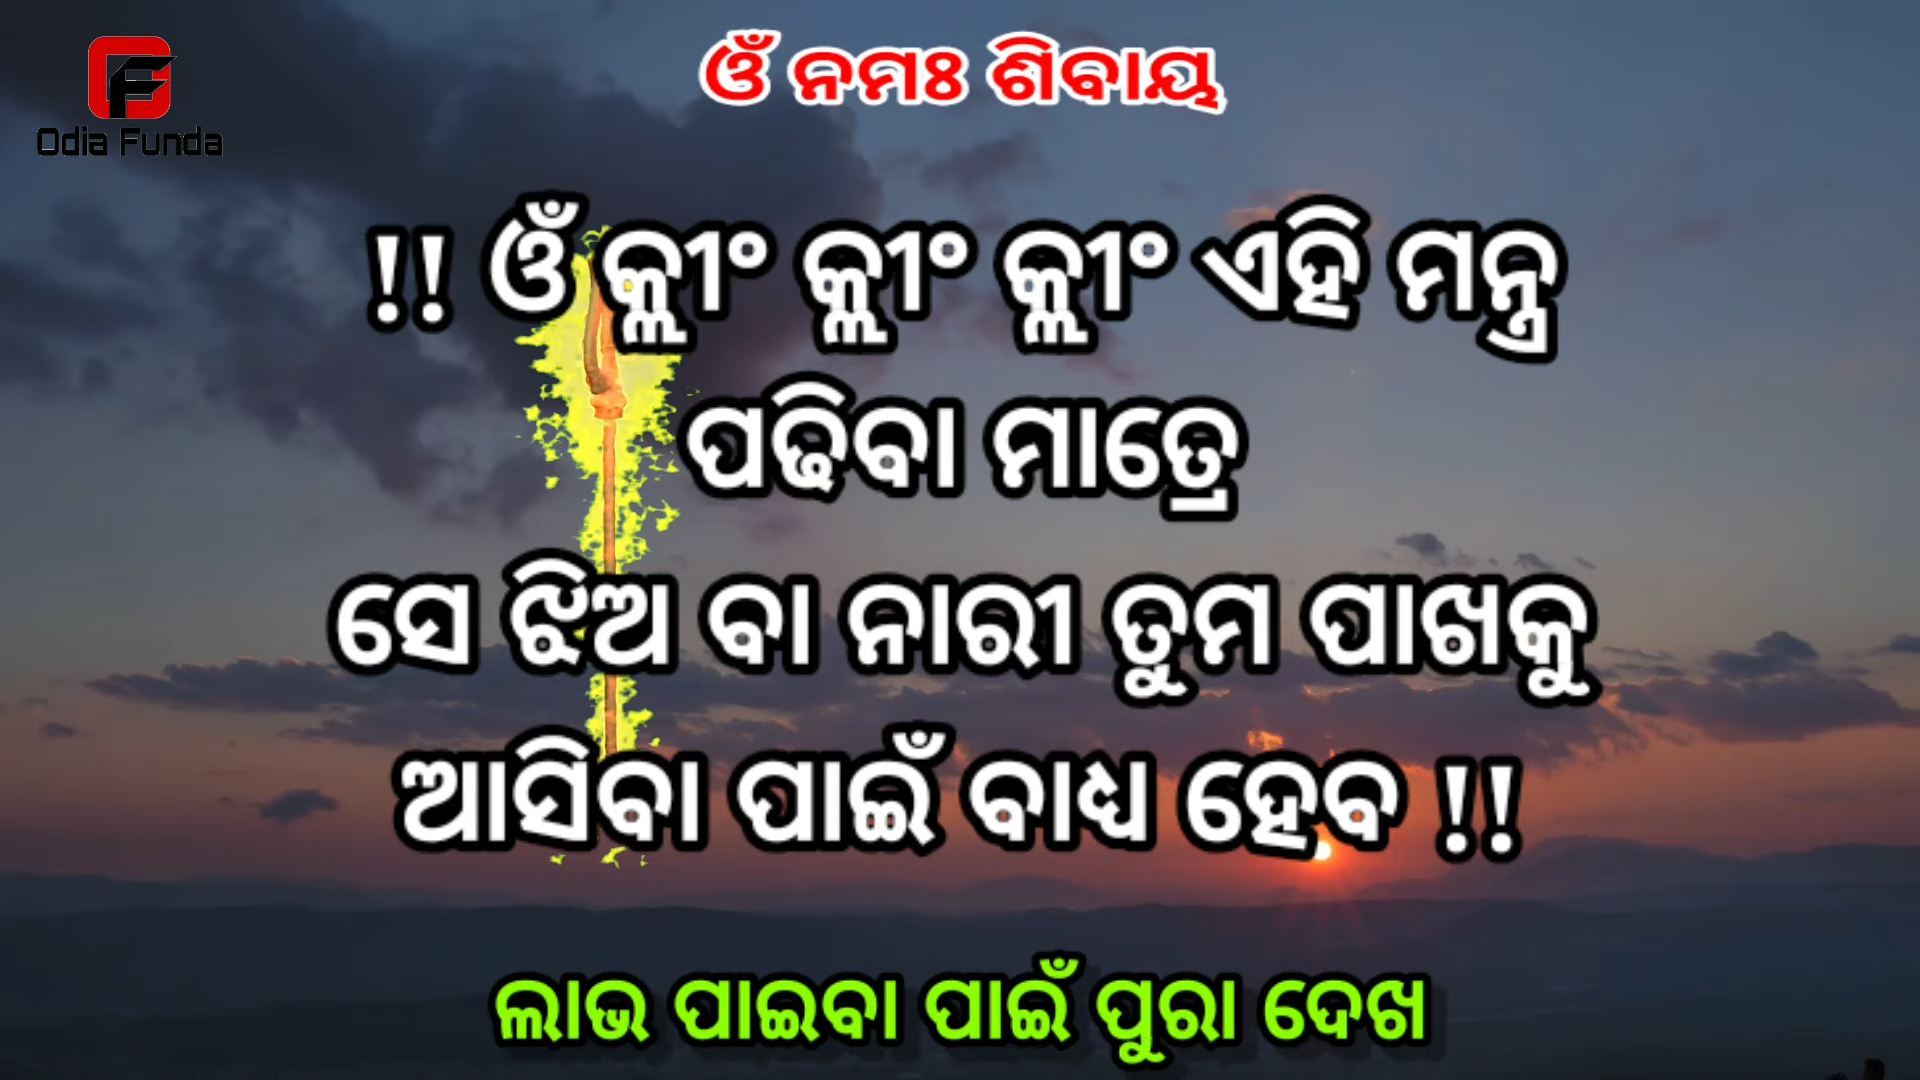 Odia Funda
ଓଁ ନମଃ ଶିବାୟ
!! ଓଁ କ୍ଲୀଂ କ୍ଲୀଂ କ୍ଲୀଂ ଏହି ମନ୍ତ୍ର
ପଢିବା ମାତ୍ରେ
ସେ ଝିଅ ବା ନାରୀ ତୁମ ପାଖକୁ
ଆସିବା ପାଇଁ ବାଧ୍ୟ ହେବ !!
ଲାଭ ପାଇବା ପାଇଁ ପୁରା ଦେଖ